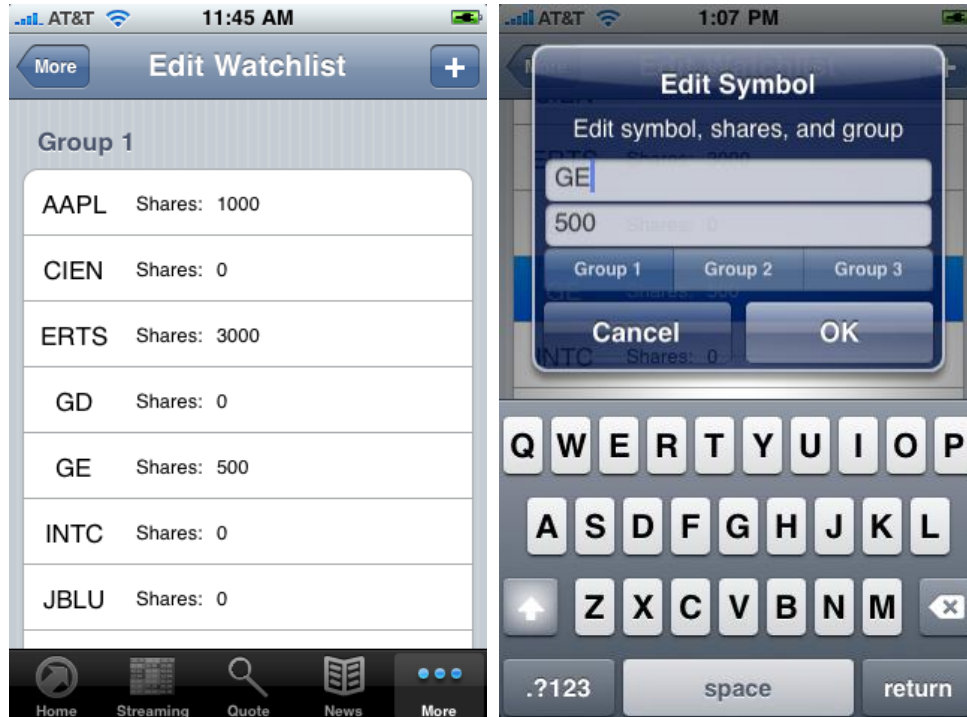 AT&T 11:45 AM
More Edit Watchlist +
Group 1
AAPL Shares: 1000
CIEN Shares: 0
ERTS Shares: 3000
GD Shares: 0
GE Shares: 500
INTC Shares: 0
JBLU Shares: 0
Home Streaming Quote News More
AT&T 1:07 PM
Edit Symbol
Edit symbol, shares, and group
GE
500
Group 1 Group 2 Group 3
Cancel OK
INTC Shares: 0
Q W E R T Y U I O P
A S D F G H J K L
Z X C V B N M
.?123 space return